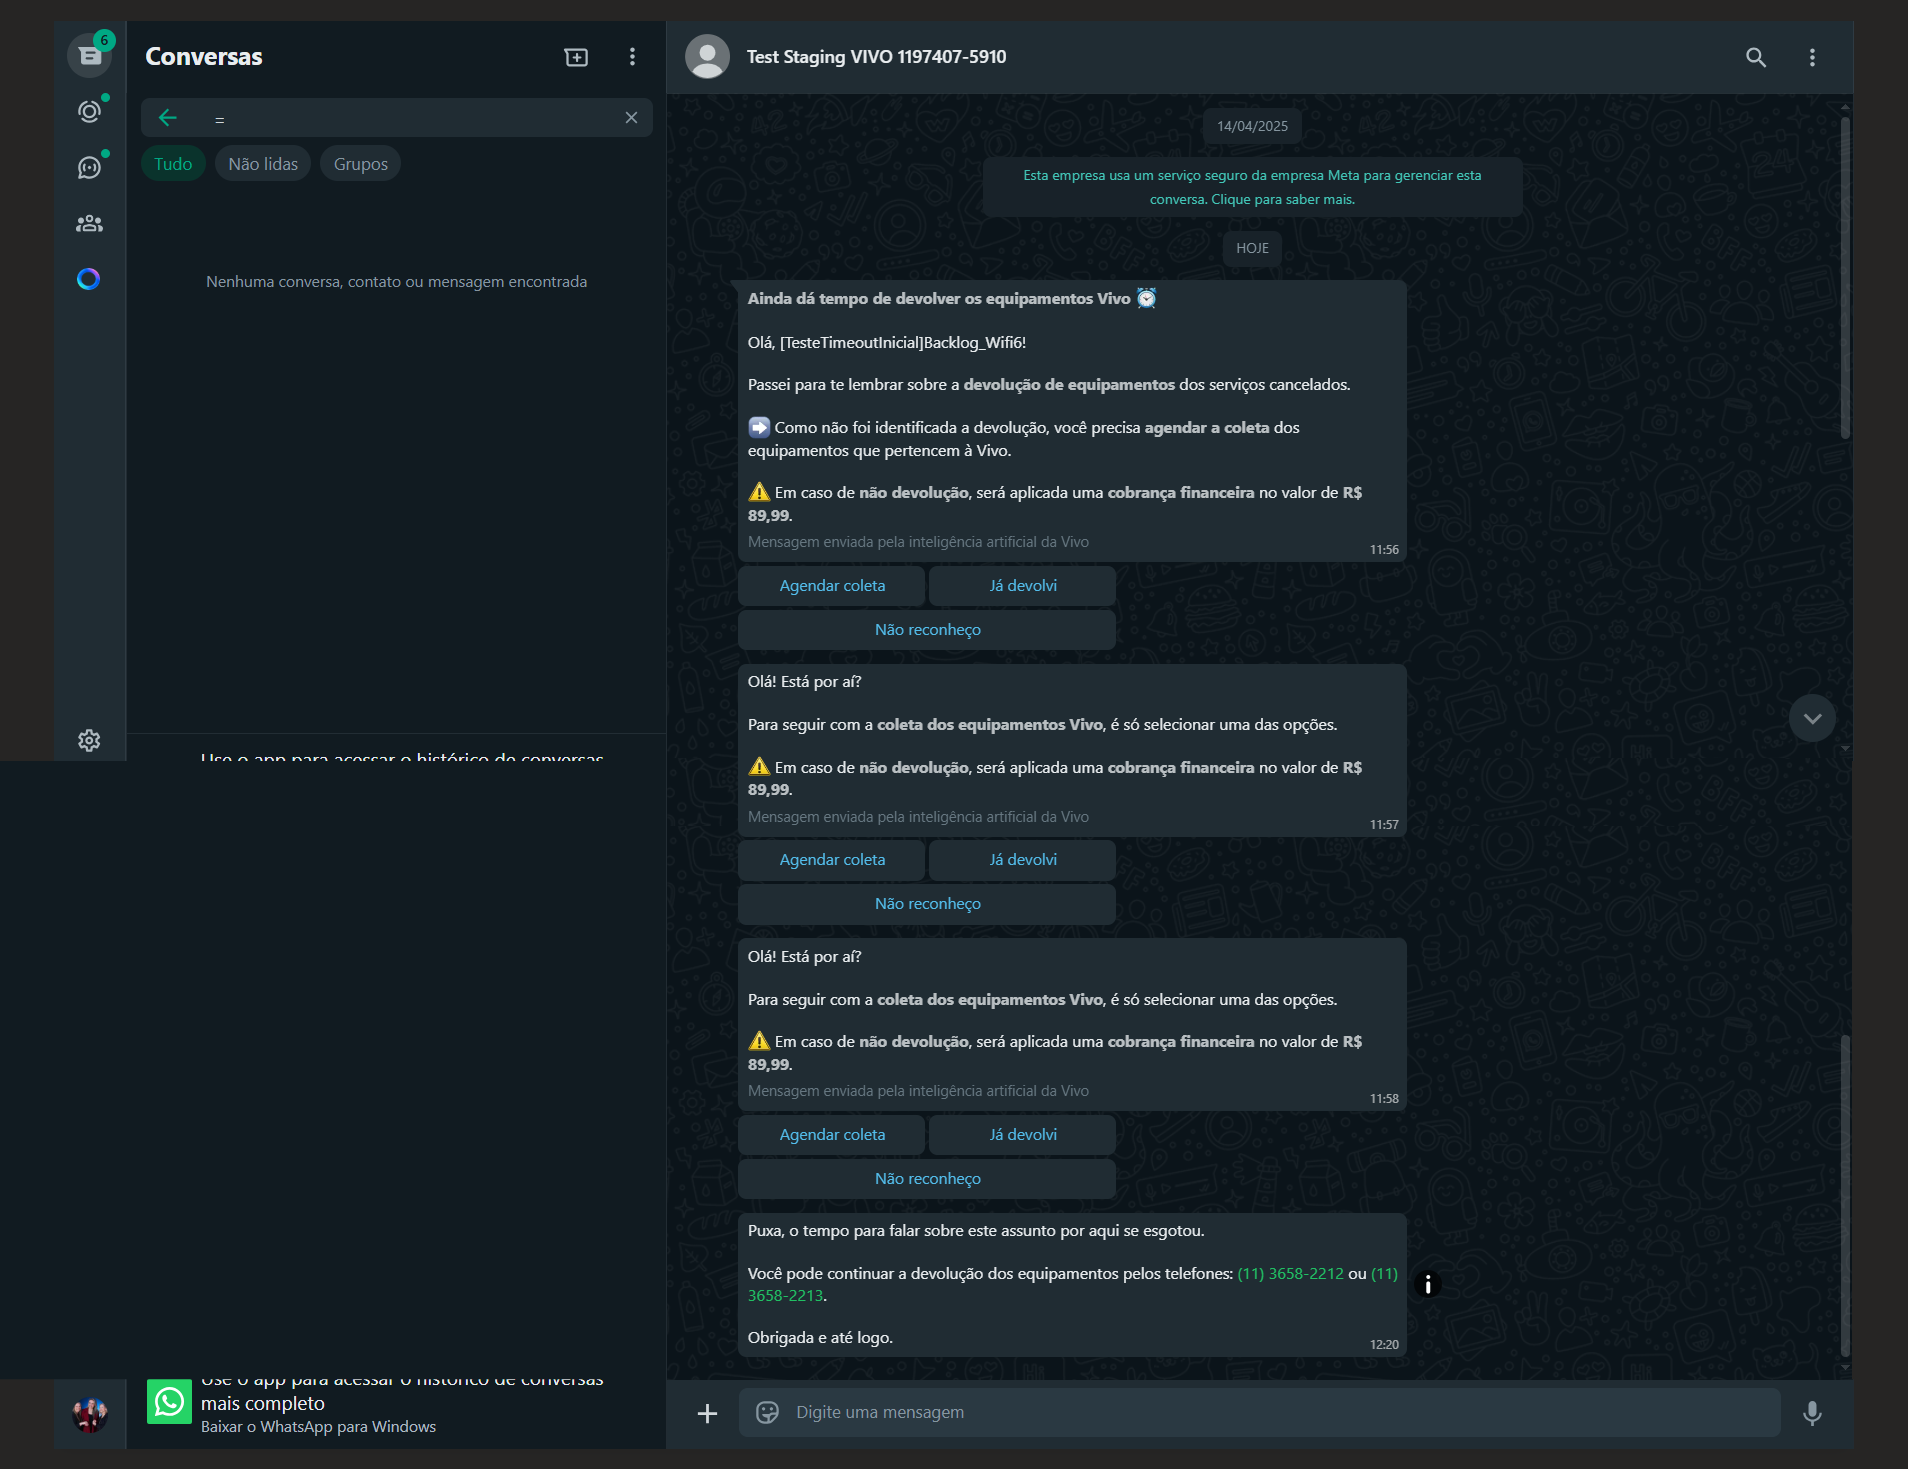 6
Conversas
=
Tudo
Não lidas
Grupos
Nenhuma conversa, contato ou mensagem encontrada
Use o app para acessar o histórico de conversas
Use o app para acessar o histórico de conversas
mais completo
Baixar o WhatsApp para Windows
Test Staging VIVO 1197407-5910
14/04/2025
Esta empresa usa um serviço seguro da empresa Meta para gerenciar esta
conversa. Clique para saber mais.
HOJE
Ainda dá tempo de devolver os equipamentos Vivo ⏰
Olá, [TesteTimeoutInicial]Backlog_Wifi6!
Passei para te lembrar sobre a devolução de equipamentos dos serviços cancelados.
➡️ Como não foi identificada a devolução, você precisa agendar a coleta dos
equipamentos que pertencem à Vivo.
⚠️ Em caso de não devolução, será aplicada uma cobrança financeira no valor de R$
89,99.
Mensagem enviada pela inteligência artificial da Vivo
11:56
Agendar coleta
Já devolvi
Não reconheço
Olá! Está por aí?
Para seguir com a coleta dos equipamentos Vivo, é só selecionar uma das opções.
⚠️ Em caso de não devolução, será aplicada uma cobrança financeira no valor de R$
89,99.
Mensagem enviada pela inteligência artificial da Vivo
11:57
Agendar coleta
Já devolvi
Não reconheço
Olá! Está por aí?
Para seguir com a coleta dos equipamentos Vivo, é só selecionar uma das opções.
⚠️ Em caso de não devolução, será aplicada uma cobrança financeira no valor de R$
89,99.
Mensagem enviada pela inteligência artificial da Vivo
11:58
Agendar coleta
Já devolvi
Não reconheço
Puxa, o tempo para falar sobre este assunto por aqui se esgotou.
Você pode continuar a devolução dos equipamentos pelos telefones: (11) 3658-2212 ou (11)
3658-2213.
Obrigada e até logo.
12:20
Digite uma mensagem